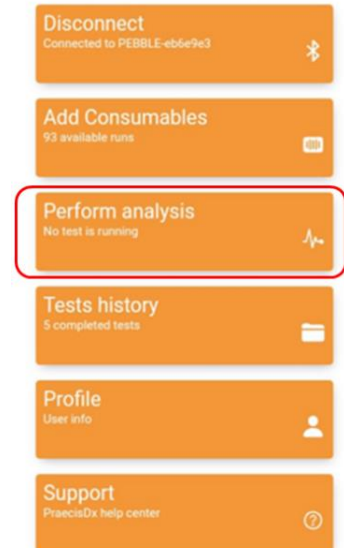 Disconnect
Connected to PEBBLE-eb6e9e3
Add Consumables
93 available runs
Perform analysis
No test is running
Tests history
5 completed tests
Profile
User info
Support
PraecisDx help center